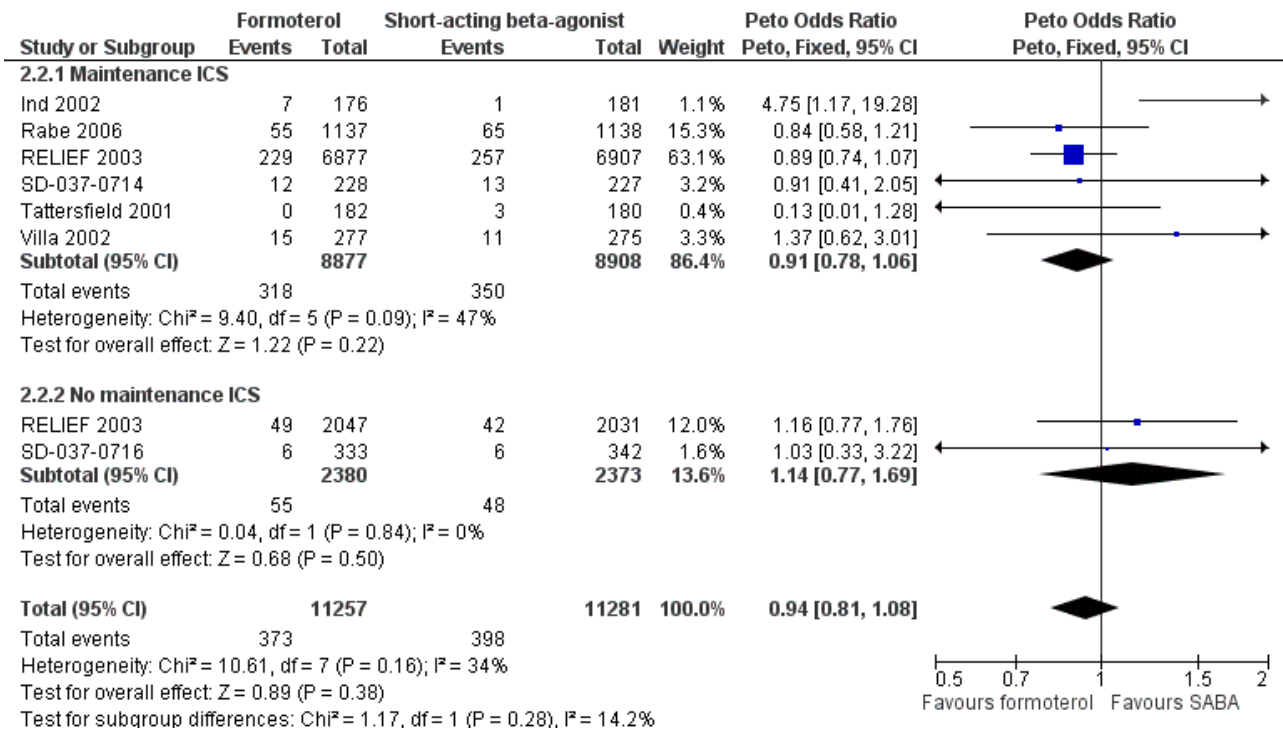 Formoterol Short-acting beta-agonist Peto Odds Ratio Peto Odds Ratio
Study or Subgroup Events Total Events Total Weight Peto, Fixed, 95% CI Peto, Fixed, 95% CI
2.2.1 Maintenance ICS
Ind 2002 7 176 1 181 1.1% 4.75 [1.17, 19.28]
Rabe 2006 55 1137 65 1138 15.3% 0.84 [0.58, 1.21]
RELIEF 2003 229 6877 257 6907 63.1% 0.89 [0.74, 1.07]
SD-037-0714 12 228 13 227 3.2% 0.91 [0.41, 2.05]
Tattersfield 2001 0 182 3 180 0.4% 0.13 [0.01, 1.28]
Villa 2002 15 277 11 275 3.3% 1.37 [0.62, 3.01]
Subtotal (95% CI) 8877 8908 86.4% 0.91 [0.78, 1.06]
Total events 318 350
Heterogeneity: Chi² = 9.40, df = 5 (P = 0.09); I² = 47%
Test for overall effect: Z = 1.22 (P = 0.22)
2.2.2 No maintenance ICS
RELIEF 2003 49 2047 42 2031 12.0% 1.16 [0.77, 1.76]
SD-037-0716 6 333 6 342 1.6% 1.03 [0.33, 3.22]
Subtotal (95% CI) 2380 2373 13.6% 1.14 [0.77, 1.69]
Total events 55 48
Heterogeneity: Chi² = 0.04, df = 1 (P = 0.84); I² = 0%
Test for overall effect: Z = 0.68 (P = 0.50)
Total (95% CI) 11257 11281 100.0% 0.94 [0.81, 1.08]
Total events 373 398
Heterogeneity: Chi² = 10.61, df = 7 (P = 0.16); I² = 34%
Test for overall effect: Z = 0.89 (P = 0.38)
Test for subgroup differences: Chi² = 1.17, df = 1 (P = 0.28), I² = 14.2%
0.5 0.7 1 1.5 2
Favours formoterol Favours SABA